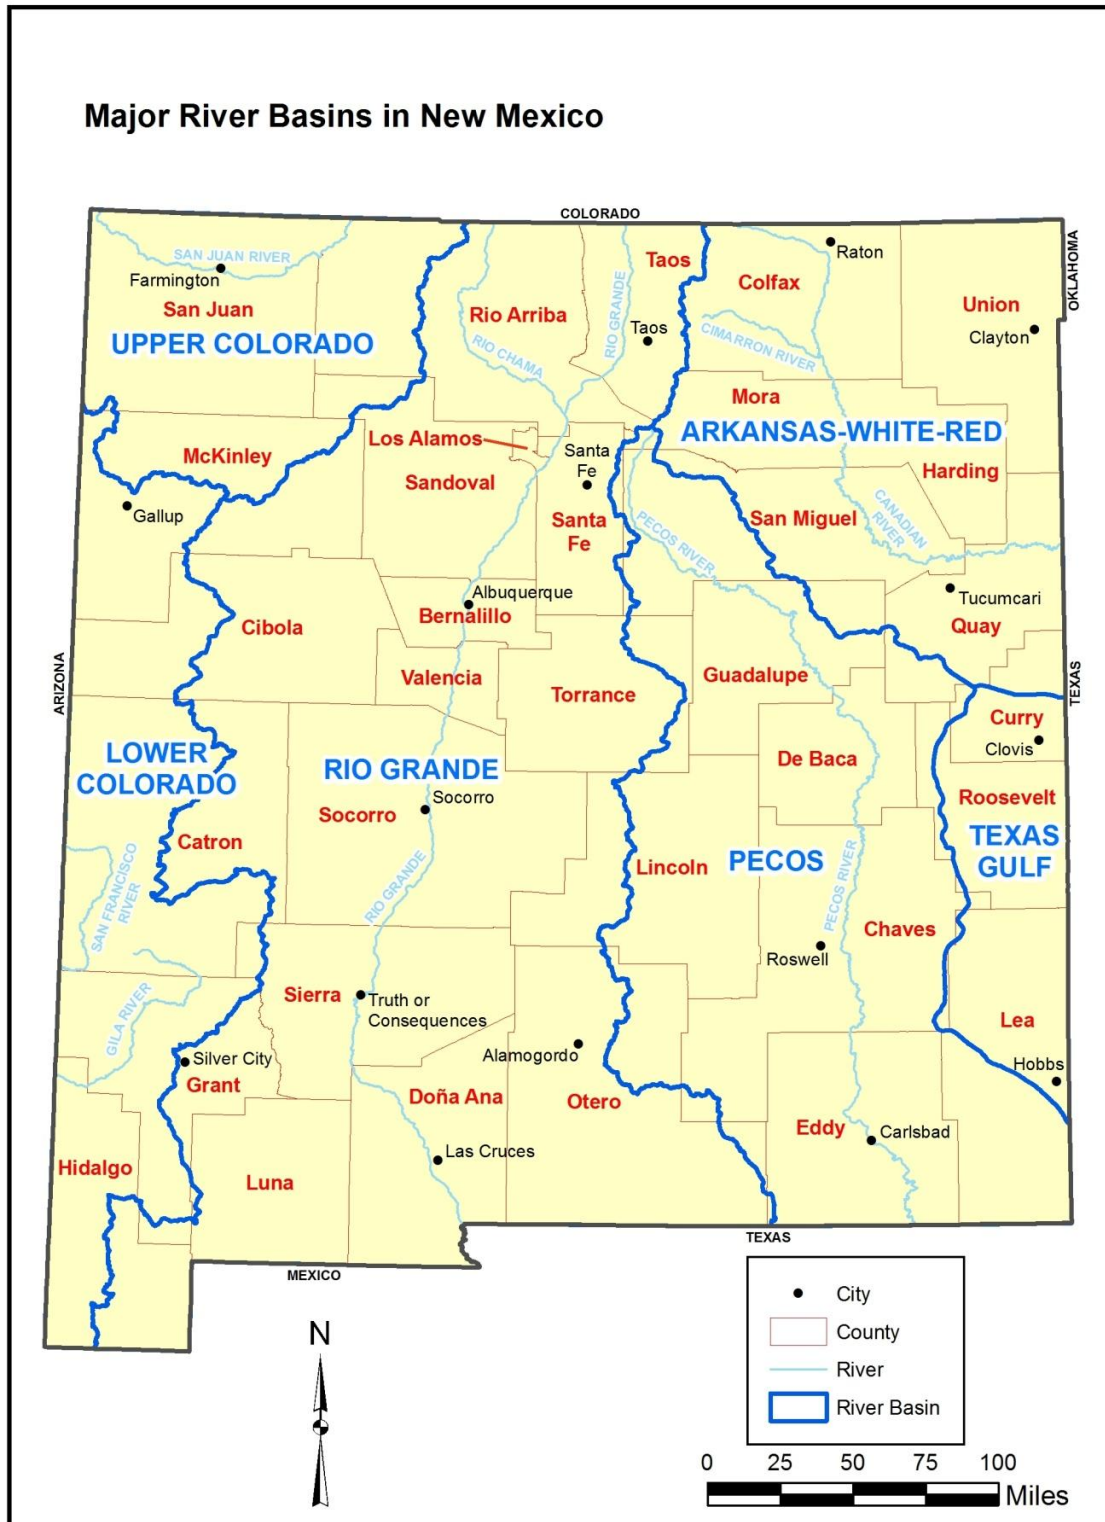 Major River Basins in New Mexico
COLORADO
SAN JUAN RIVER
Farmington
San Juan
UPPER COLORADO
Rio Arriba
RIO CHAMA
RIO GRANDE
Taos
Taos
Raton
Colfax
CIMARRON RIVER
Union
Clayton
OKLAHOMA
Mora
ARKANSAS-WHITE-RED
Harding
McKinley
Gallup
Los Alamos
Sandoval
Santa
Fe
Santa
Fe
PECOS RIVER
San Miguel
CANADIAN
RIVER
Tucumcari
Quay
Albuquerque
Bernalillo
Cibola
Valencia
Torrance
Guadalupe
ARIZONA
TEXAS
Curry
Clovis
LOWER
COLORADO
RIO GRANDE
De Baca
Socorro
Socorro
Roosevelt
TEXAS
GULF
Catron
Lincoln
PECOS
SAN FRANCISCO
RIVER
RIO GRANDE
PECOS RIVER
Chaves
Roswell
GILA RIVER
Sierra
Truth or
Consequences
Alamogordo
Lea
Hobbs
Silver City
Grant
Doña Ana
Otero
Eddy
Carlsbad
Hidalgo
Luna
Las Cruces
TEXAS
MEXICO
N
City
County
River
River Basin
0 25 50 75 100
Miles